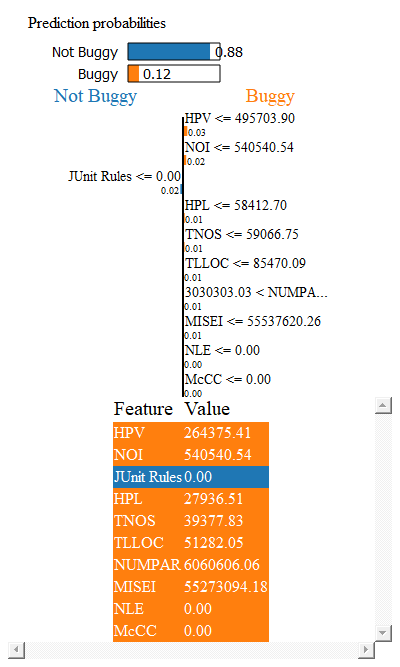 Prediction probabilities
Not Buggy 0.88
Buggy 0.12
Not Buggy Buggy
HPV <= 495703.90
0.03
NOI <= 540540.54
0.02
JUnit Rules <= 0.00
0.02
HPL <= 58412.70
0.01
TNOS <= 59066.75
0.01
TLLOC <= 85470.09
0.01
3030303.03 < NUMPA...
0.01
MISEI <= 55537620.26
0.00
NLE <= 0.00
0.00
McCC <= 0.00
0.00
Feature Value
HPV 264375.41
NOI 540540.54
JUnit Rules 0.00
HPL 27936.51
TNOS 39377.83
TLLOC 51282.05
NUMPAR 6060606.06
MISEI 55273094.18
NLE 0.00
McCC 0.00